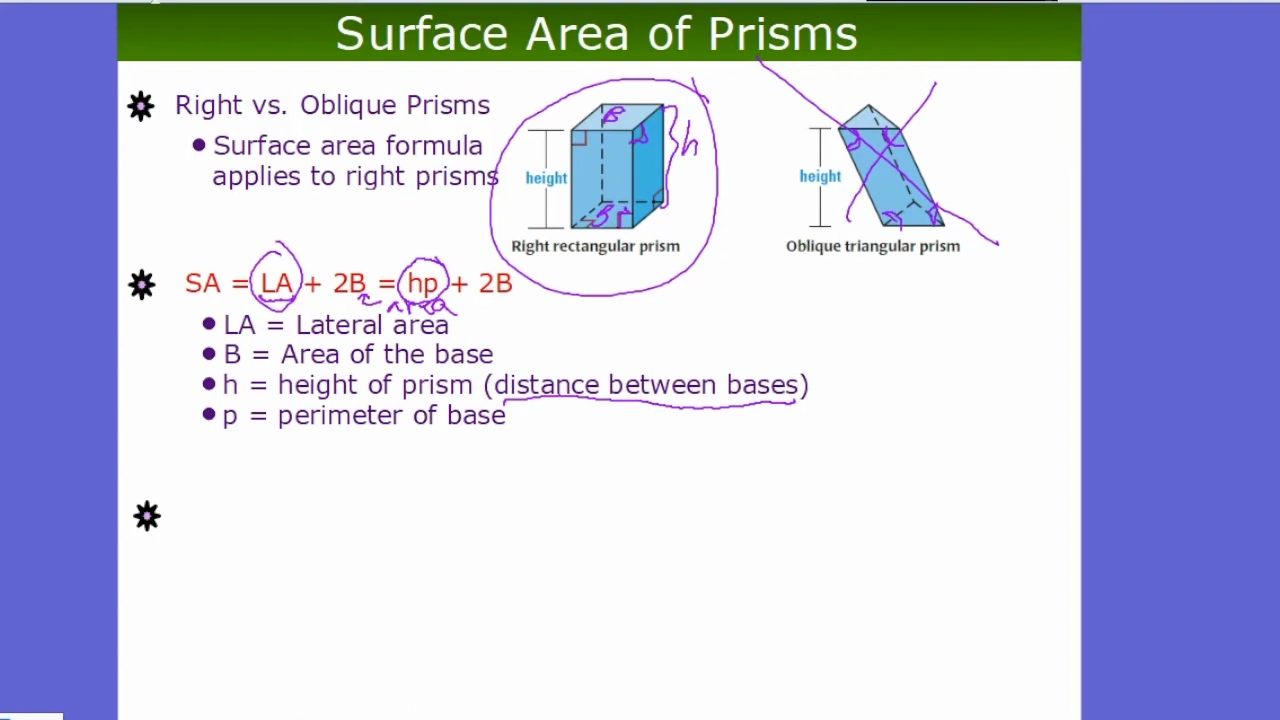 Surface Area of Prisms
Right vs. Oblique Prisms
Surface area formula
applies to right prisms
B
h
height
B
Right rectangular prism
height
Oblique triangular prism
SA = LA + 2B = hp + 2B
area
LA = Lateral area
B = Area of the base
h = height of prism (distance between bases)
p = perimeter of base